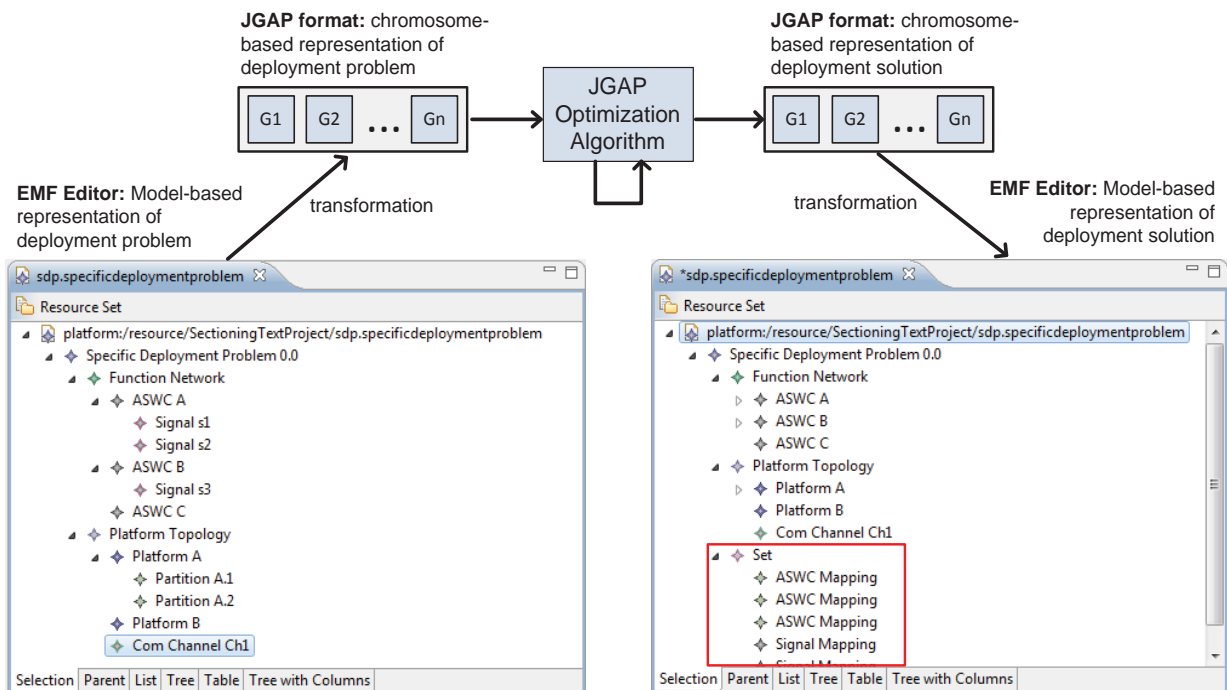 JGAP format: chromosome-
based representation of
deployment problem
G1 G2 ... Gn
JGAP
Optimization
Algorithm
JGAP format: chromosome-
based representation of
deployment solution
G1 G2 ... Gn
EMF Editor: Model-based
representation of
deployment problem
transformation
transformation
EMF Editor: Model-based
representation of
deployment solution
sdp.specificdeploymentproblem
Resource Set
platform:/resource/SectioningTextProject/sdp.specificdeploymentproblem
Specific Deployment Problem 0.0
Function Network
ASWC A
Signal s1
Signal s2
ASWC B
Signal s3
ASWC C
Platform Topology
Platform A
Partition A.1
Partition A.2
Platform B
Com Channel Ch1
Selection Parent List Tree Table Tree with Columns
*sdp.specificdeploymentproblem
Resource Set
platform:/resource/SectioningTextProject/sdp.specificdeploymentproblem
Specific Deployment Problem 0.0
Function Network
ASWC A
ASWC B
ASWC C
Platform Topology
Platform A
Platform B
Com Channel Ch1
Set
ASWC Mapping
ASWC Mapping
ASWC Mapping
Signal Mapping
Signal Mapping
Selection Parent List Tree Table Tree with Columns